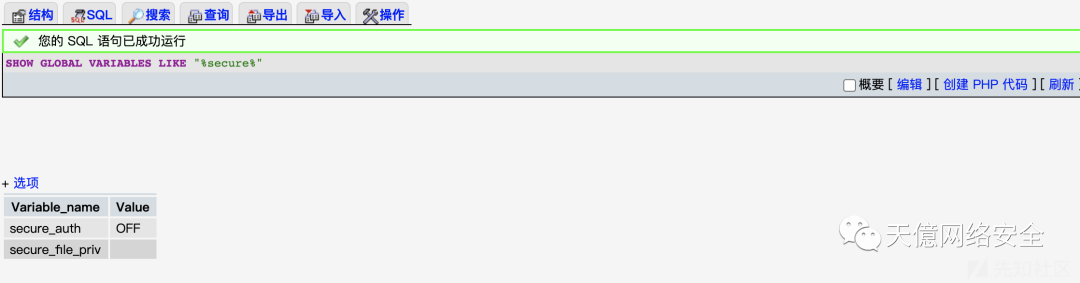 结构 SQL 搜索 查询 导出 导入 操作
您的 SQL 语句已成功运行
SHOW GLOBAL VARIABLES LIKE "%secure%"
概要 [ 编辑 ] [ 创建 PHP 代码 ] [ 刷新 ]
+ 选项
Variable_name Value
secure_auth OFF
secure_file_priv
天億网络安全
先知社区